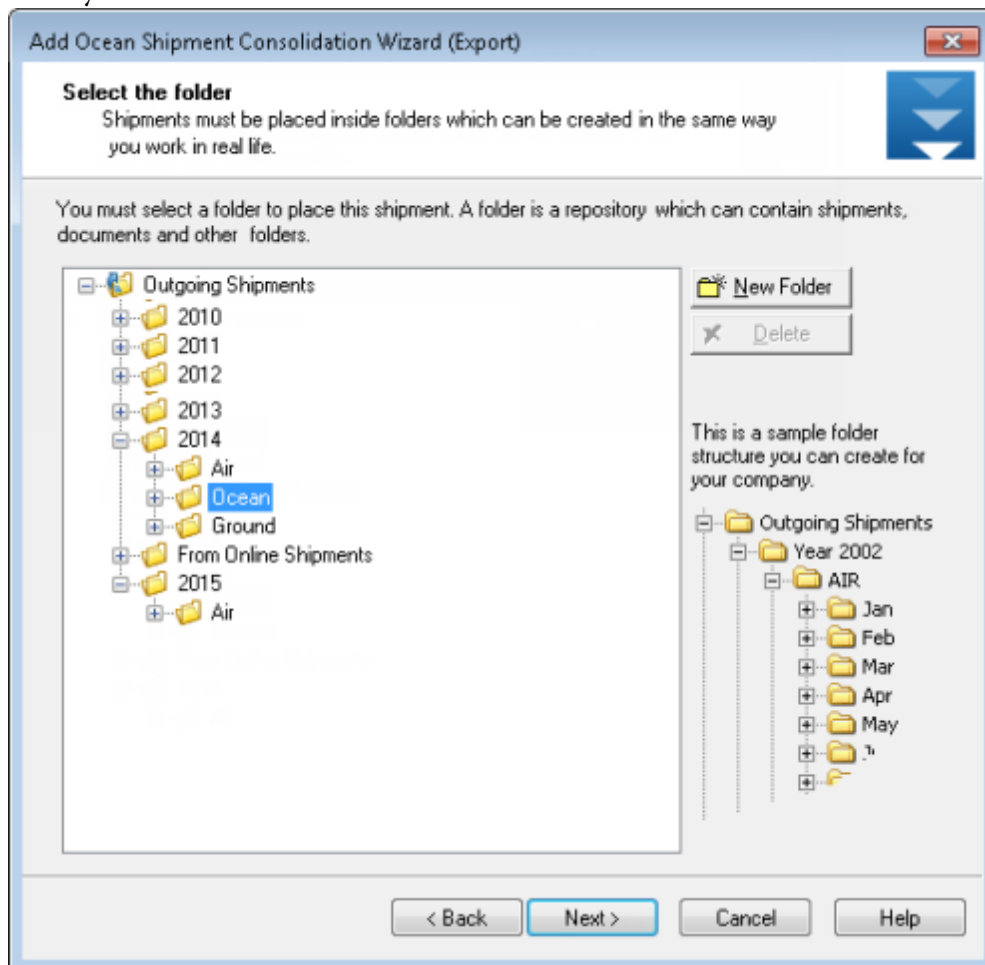 Add Ocean Shipment Consolidation Wizard (Export)
Select the folder
Shipments must be placed inside folders which can be created in the same way
you work in real life.
You must select a folder to place this shipment. A folder is a repository which can contain shipments,
documents and other folders.
Outgoing Shipments
2010
2011
2012
2013
2014
Air
Ocean
Ground
From Online Shipments
2015
Air
New Folder
Delete
This is a sample folder
structure you can create for
your company.
Outgoing Shipments
Year 2002
AIR
Jan
Feb
Mar
Apr
May
< Back
Next >
Cancel
Help